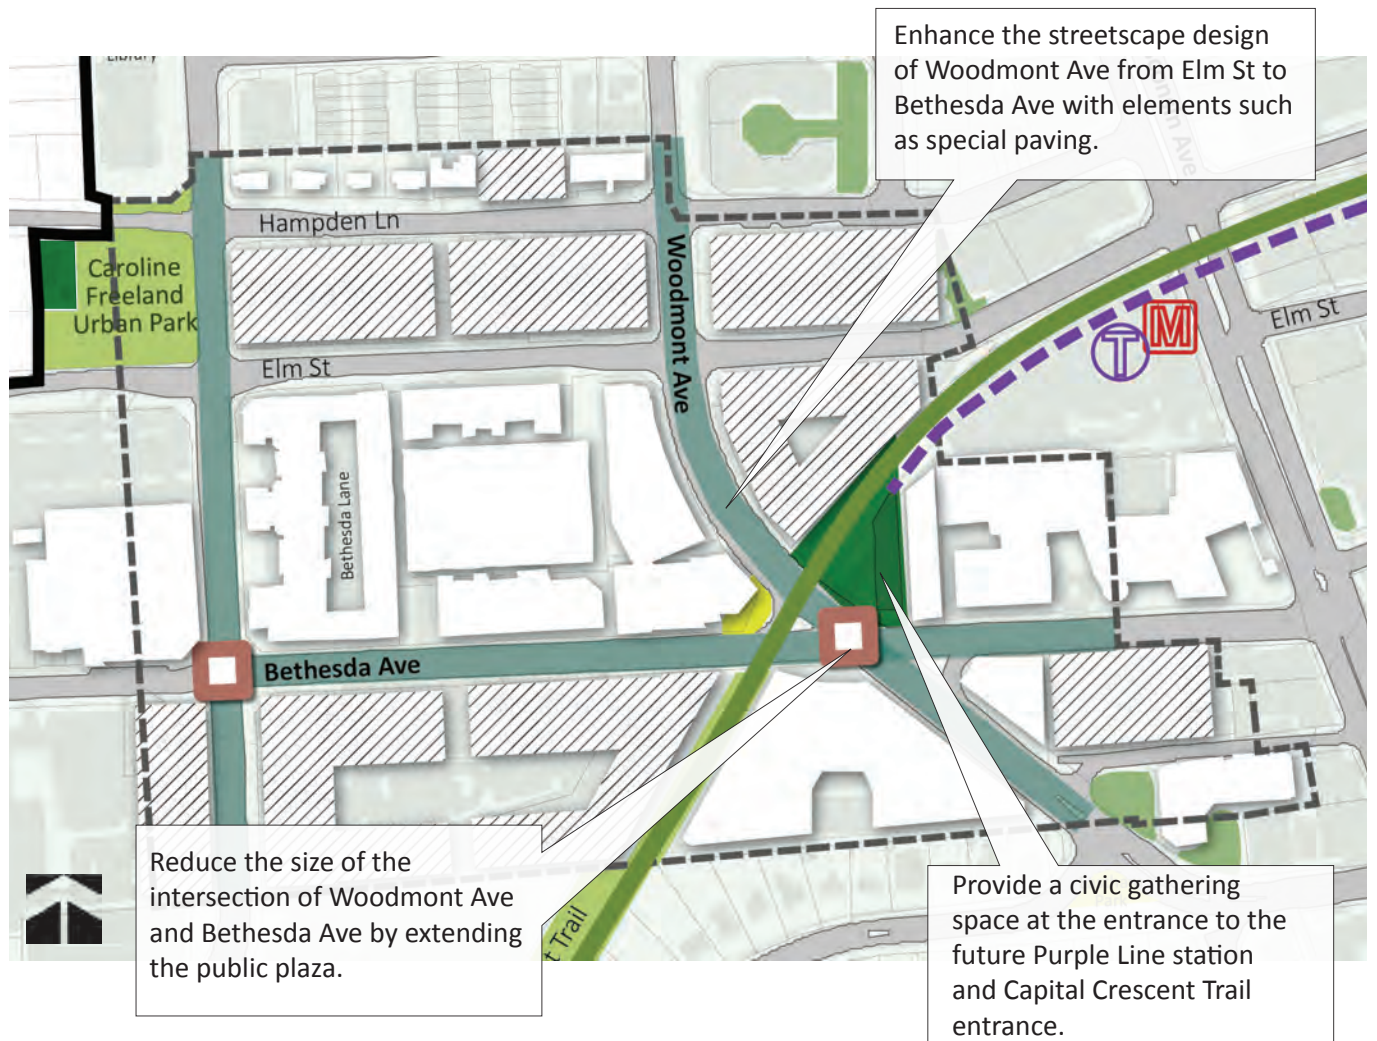 Enhance the streetscape design
of Woodmont Ave from Elm St to
Bethesda Ave with elements such
as special paving.
Library
Hampden Ln
Woodmont Ave
Caroline
Freeland
Urban Park
Elm St
Elm St
M
T
Bethesda Lane
Bethesda Ave
Reduce the size of the
intersection of Woodmont Ave
and Bethesda Ave by extending
the public plaza.
t Trail
Park
Provide a civic gathering
space at the entrance to the
future Purple Line station
and Capital Crescent Trail
entrance.